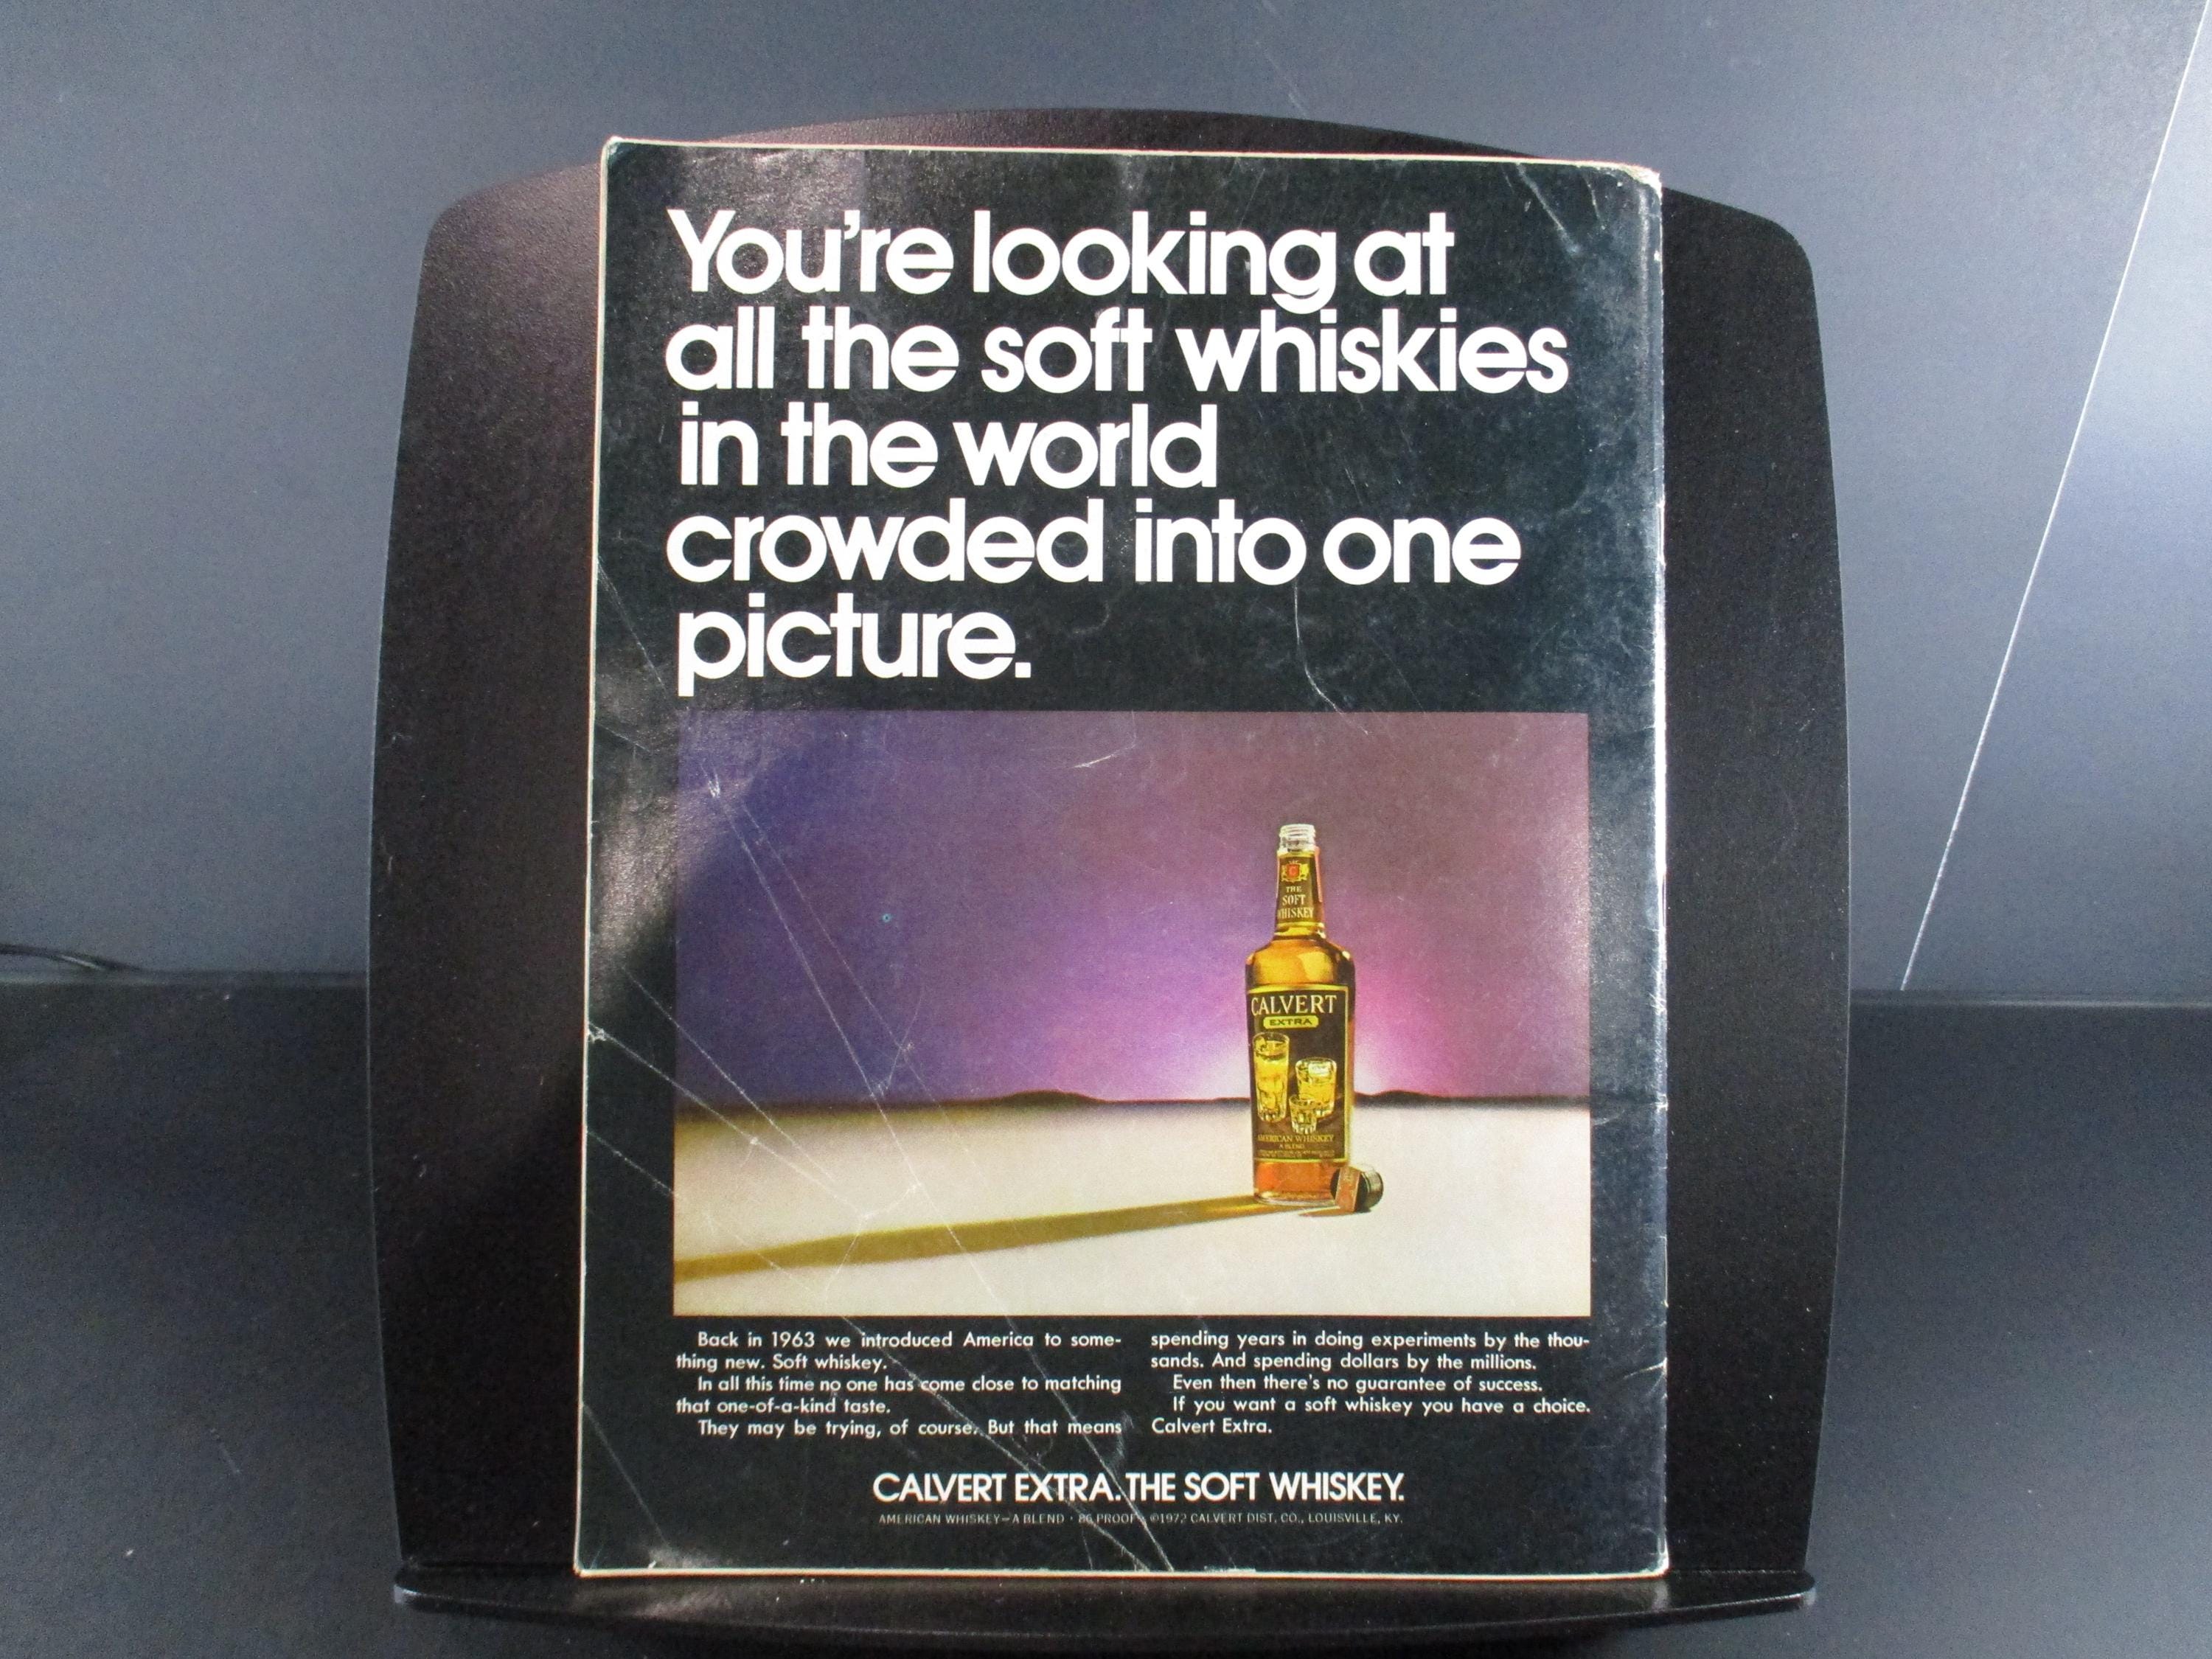 You're looking at
all the soft whiskies
in the world
crowded into one
picture.
THE
SOFT
WHISKEY
CALVERT
EXTRA
AMERICAN WHISKEY
A BLEND
Back in 1963 we introduced America to some-
thing new. Soft whiskey.
In all this time no one has come close to matching
that one-of-a-kind taste.
They may be trying, of course. But that means
spending years in doing experiments by the thou-
sands. And spending dollars by the millions.
Even then there's no guarantee of success.
If you want a soft whiskey you have a choice.
Calvert Extra.
CALVERT EXTRA. THE SOFT WHISKEY.
AMERICAN WHISKEY—A BLEND · 86 PROOF · ©1972 CALVERT DIST. CO., LOUISVILLE, KY.